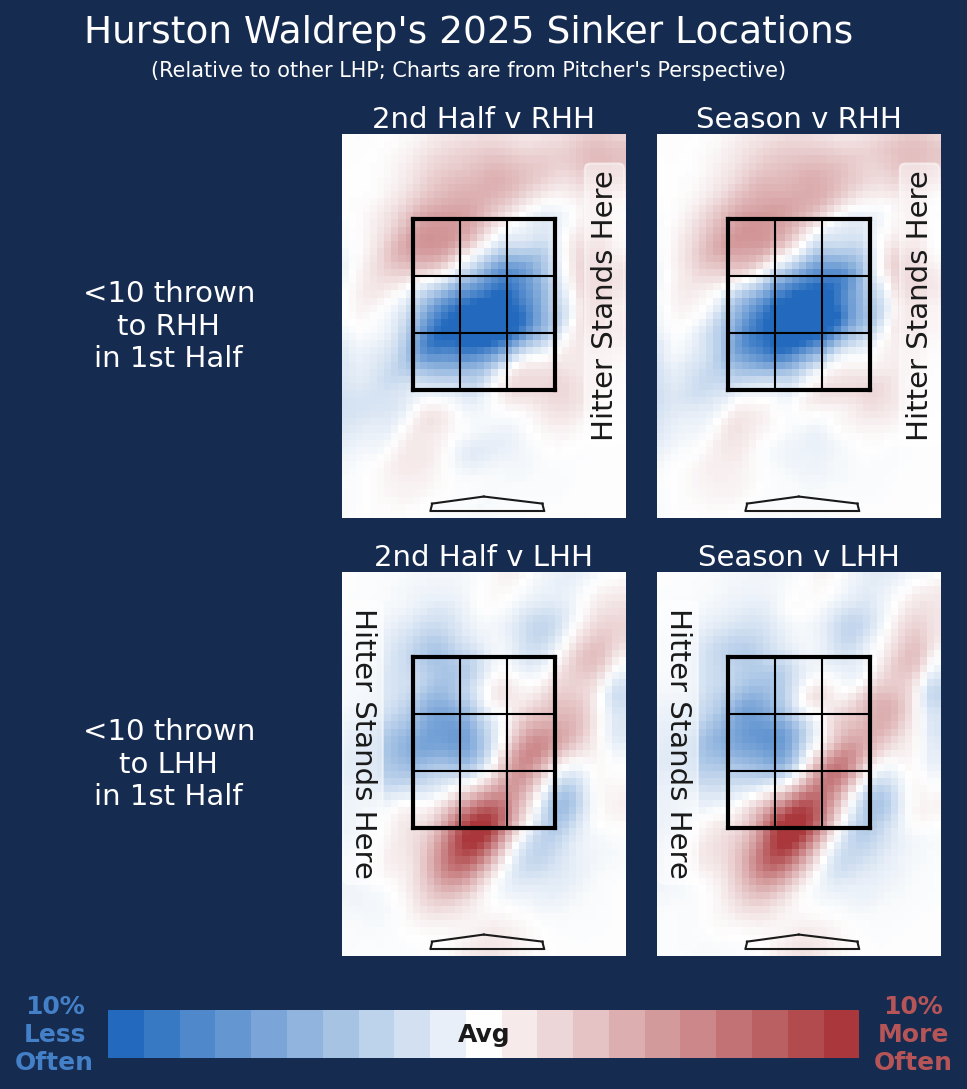 Hurston Waldrep's 2025 Sinker Locations
(Relative to other LHP; Charts are from Pitcher's Perspective)
2nd Half v RHH
Season v RHH
<10 thrown
to RHH
in 1st Half
Hitter Stands Here
Hitter Stands Here
2nd Half v LHH
Season v LHH
<10 thrown
to LHH
in 1st Half
Hitter Stands Here
Hitter Stands Here
10%
Less
Often
Avg
10%
More
Often